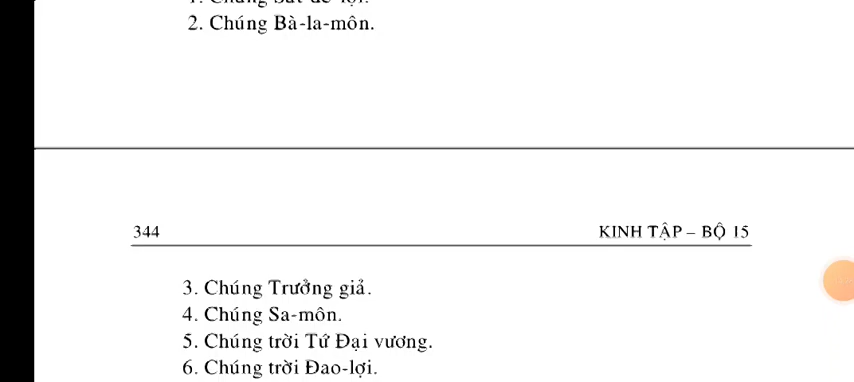 2. Chúng Bà-la-môn.
344
KINH TẬP – BỘ 15
3. Chúng Trưởng giả.
4. Chúng Sa-môn.
5. Chúng trời Tứ Đại vương.
6. Chúng trời Đao-lợi.